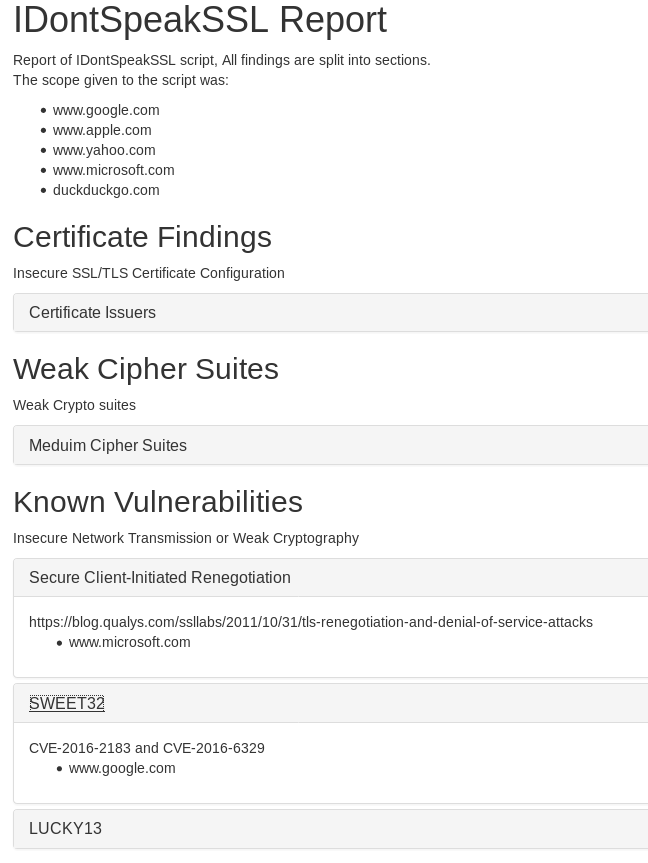 IDontSpeakSSL Report
Report of IDontSpeakSSL script, All findings are split into sections.
The scope given to the script was:
• www.google.com
• www.apple.com
• www.yahoo.com
• www.microsoft.com
• duckduckgo.com
Certificate Findings
Insecure SSL/TLS Certificate Configuration
Certificate Issuers
Weak Cipher Suites
Weak Crypto suites
Meduim Cipher Suites
Known Vulnerabilities
Insecure Network Transmission or Weak Cryptography
Secure Client-Initiated Renegotiation
https://blog.qualys.com/ssllabs/2011/10/31/tls-renegotiation-and-denial-of-service-attacks
• www.microsoft.com
SWEET32
CVE-2016-2183 and CVE-2016-6329
• www.google.com
LUCKY13